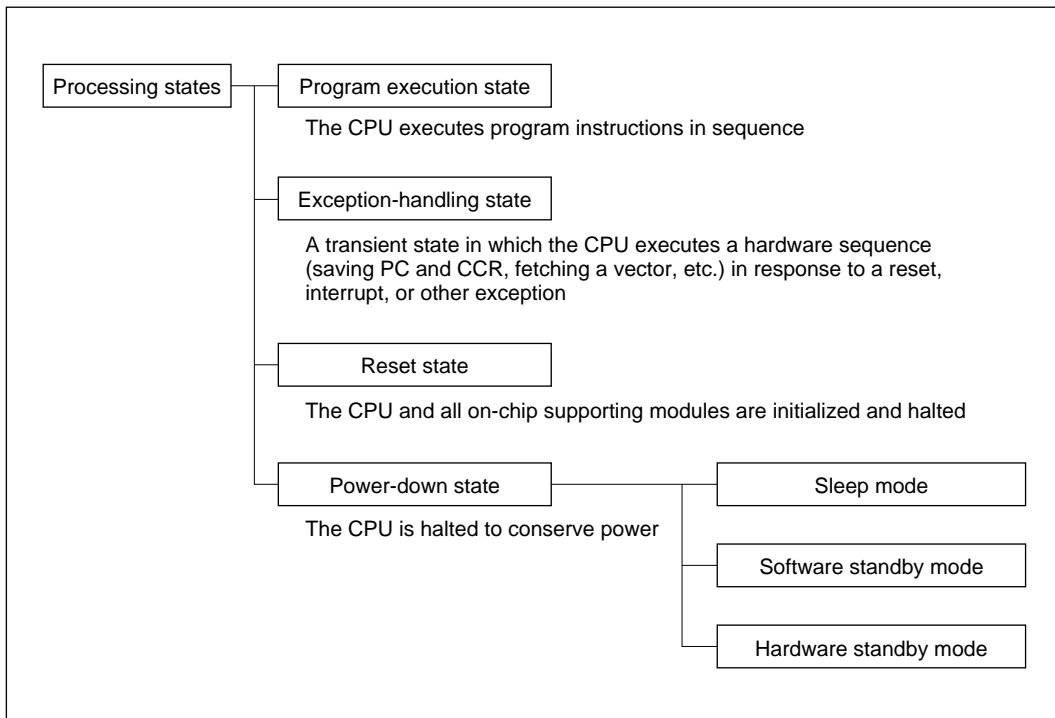 Processing states
Program execution state
The CPU executes program instructions in sequence
Exception-handling state
A transient state in which the CPU executes a hardware sequence
(saving PC and CCR, fetching a vector, etc.) in response to a reset,
interrupt, or other exception
Reset state
The CPU and all on-chip supporting modules are initialized and halted
Power-down state
The CPU is halted to conserve power
Sleep mode
Software standby mode
Hardware standby mode